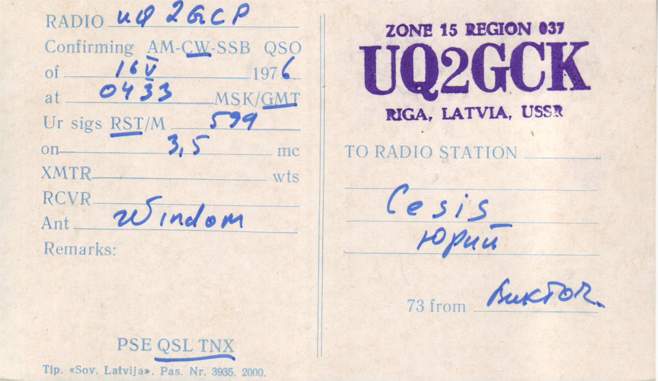 RADIO UQ 2GCP
Confirming AM-CW-SSB QSO
of 16 V 1976
at 0433 MSK/GMT
Ur sigs RST/M 599
on 3,5 mc
XMTR wts
RCVR
Ant Windom
Remarks:
PSE QSL TNX
Tip. «Sov. Latvija». Pas. Nr. 3935. 2000.
ZONE 15 REGION 037
UQ2GCK
RIGA, LATVIA, USSR
TO RADIO STATION
Cesis
Юрий
73 from Виктор.